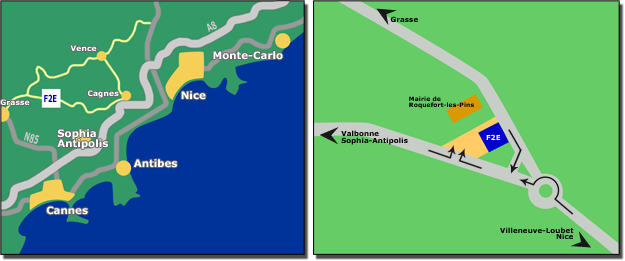 A8
Vence
Monte-Carlo
Grasse
F2E
Cagnes
Nice
N85
Sophia
Antipolis
Antibes
Cannes
Grasse
Mairie de
Roquefort-les-Pins
Valbonne
Sophia-Antipolis
F2E
Villeneuve-Loubet
Nice